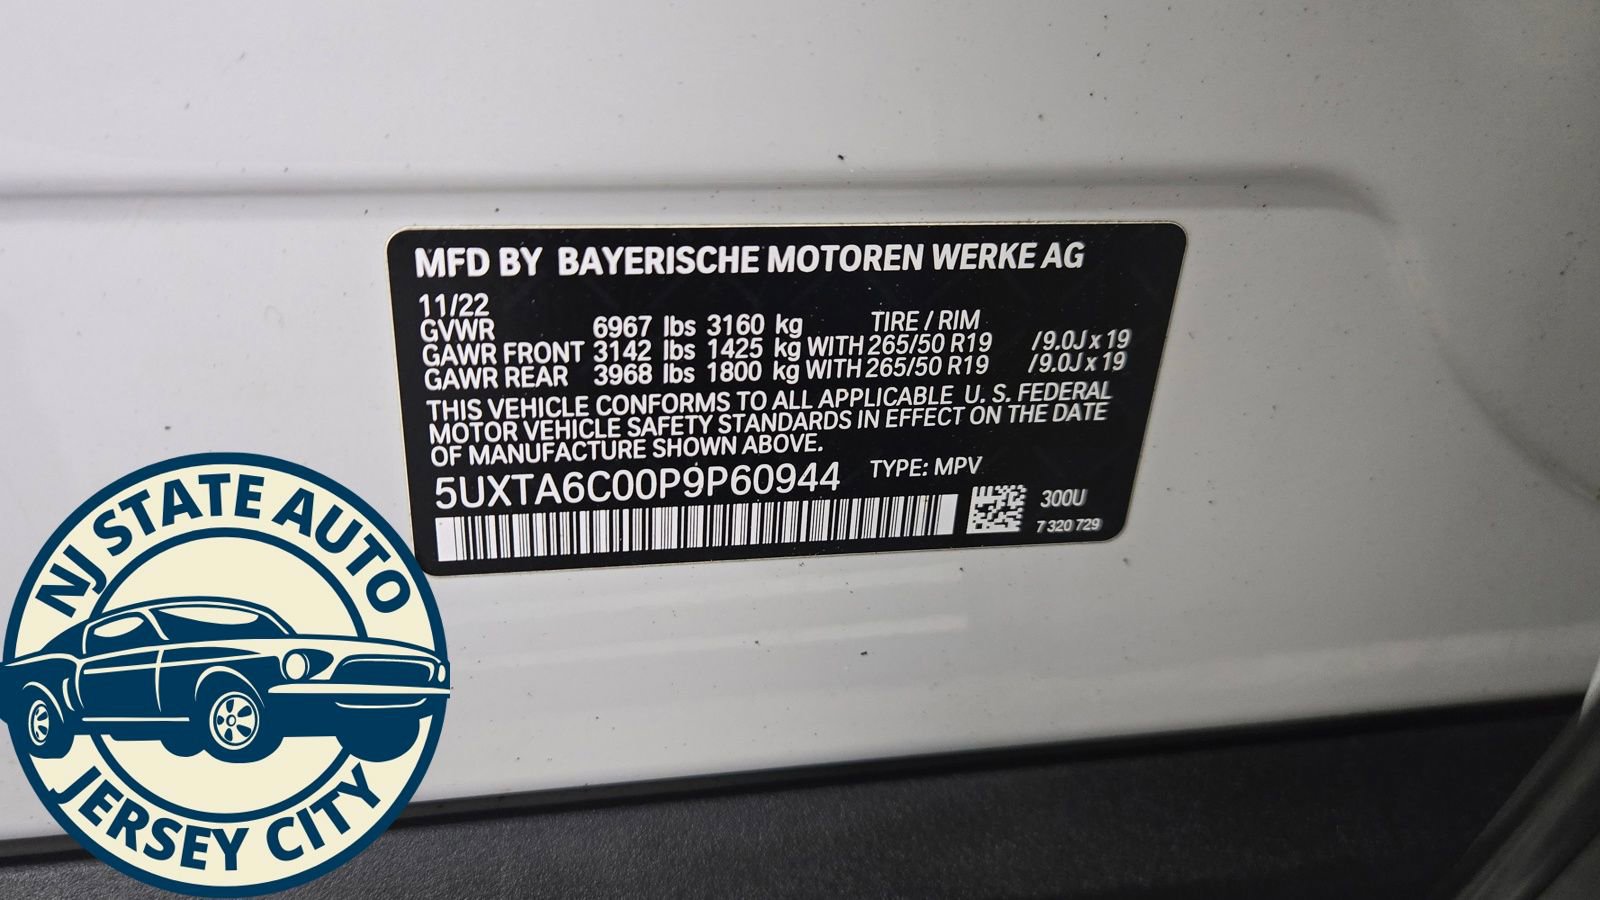 MFD BY BAYERISCHE MOTOREN WERKE AG
11/22
GVWR 6967 lbs 3160 kg TIRE / RIM
GAWR FRONT 3142 lbs 1425 kg WITH 265/50 R19 /9.0J x 19
GAWR REAR 3968 lbs 1800 kg WITH 265/50 R19 /9.0J x 19
THIS VEHICLE CONFORMS TO ALL APPLICABLE U. S. FEDERAL
MOTOR VEHICLE SAFETY STANDARDS IN EFFECT ON THE DATE
OF MANUFACTURE SHOWN ABOVE.
5UXTA6C00P9P60944 TYPE: MPV
300U
7 320 729
NJ STATE AUTO
JERSEY CITY